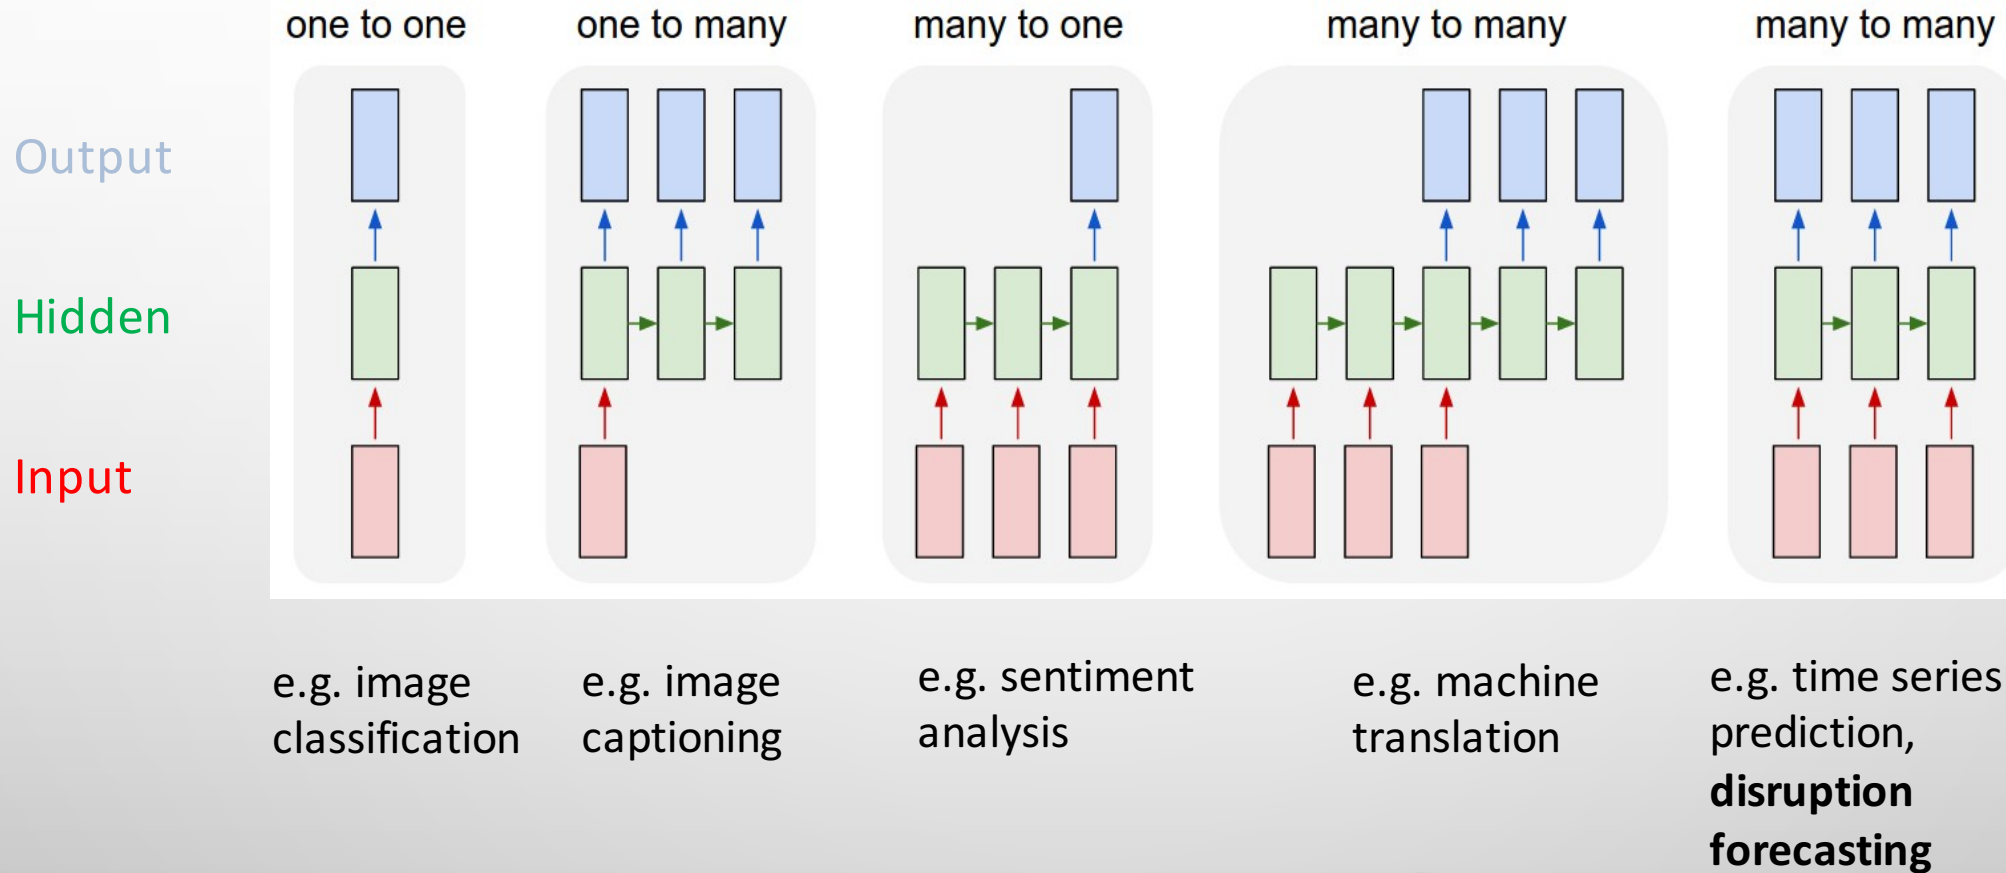 one to one
one to many
many to one
many to many
many to many
Output
Hidden
Input
e.g. image
classification
e.g. image
captioning
e.g. sentiment
analysis
e.g. machine
translation
e.g. time series
prediction,
disruption
forecasting